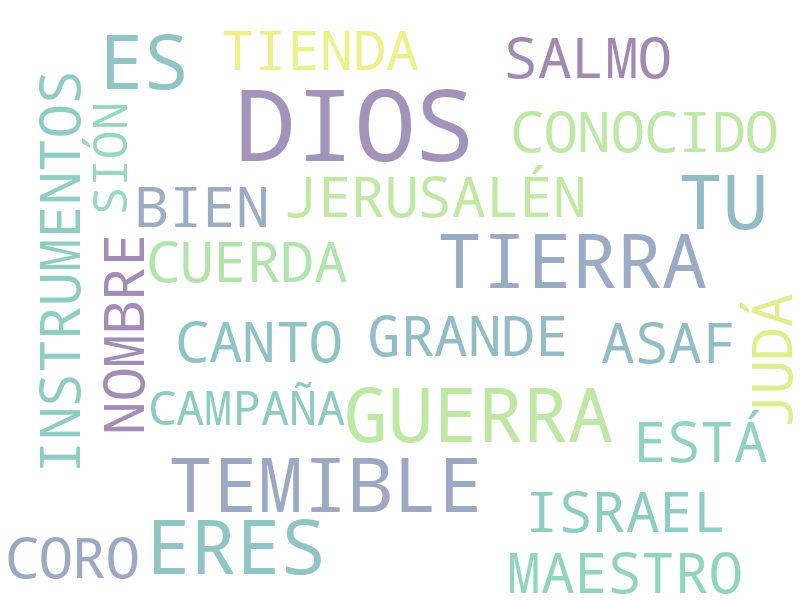 ES
TIENDA
SALMO
DIOS
CONOCIDO
INSTRUMENTOS
SIÓN
BIEN
JERUSALÉN
TU
CUERDA
TIERRA
NOMBRE
CANTO
GRANDE
ASAF
JUDÁ
CAMPAÑA
GUERRA
ESTÁ
TEMIBLE
ISRAEL
CORO
ERES
MAESTRO